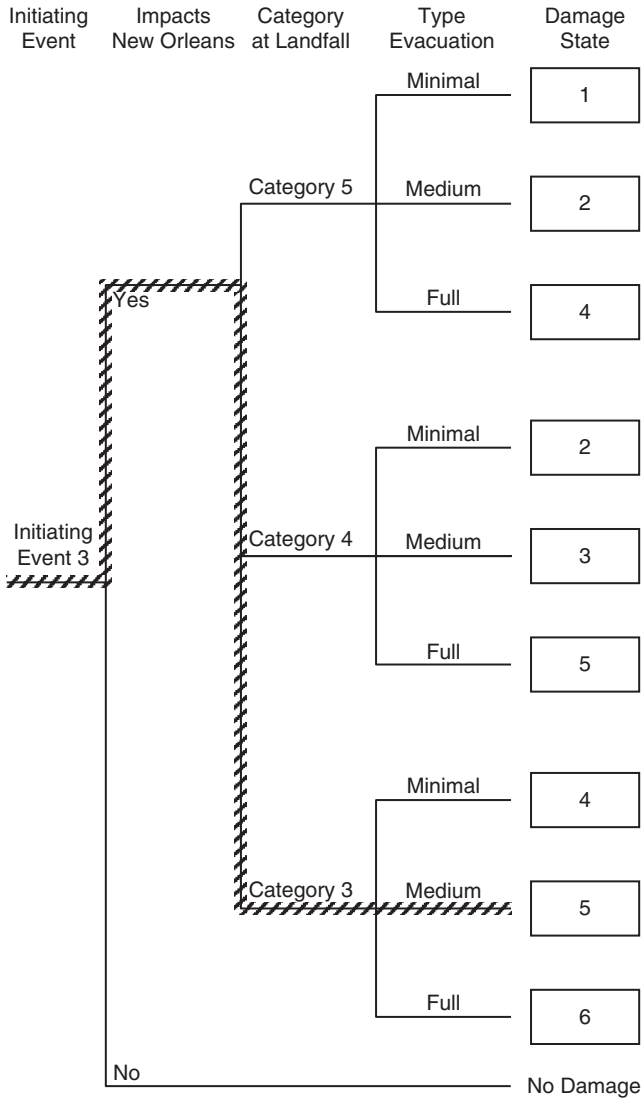 Initiating
Event
Impacts
New Orleans
Category
at Landfall
Type
Evacuation
Damage
State
Minimal
1
Category 5
Medium
2
Yes
Full
4
Minimal
2
Initiating
Event 3
Category 4
Medium
3
Full
5
Minimal
4
Category 3
Medium
5
Full
6
No
No Damage